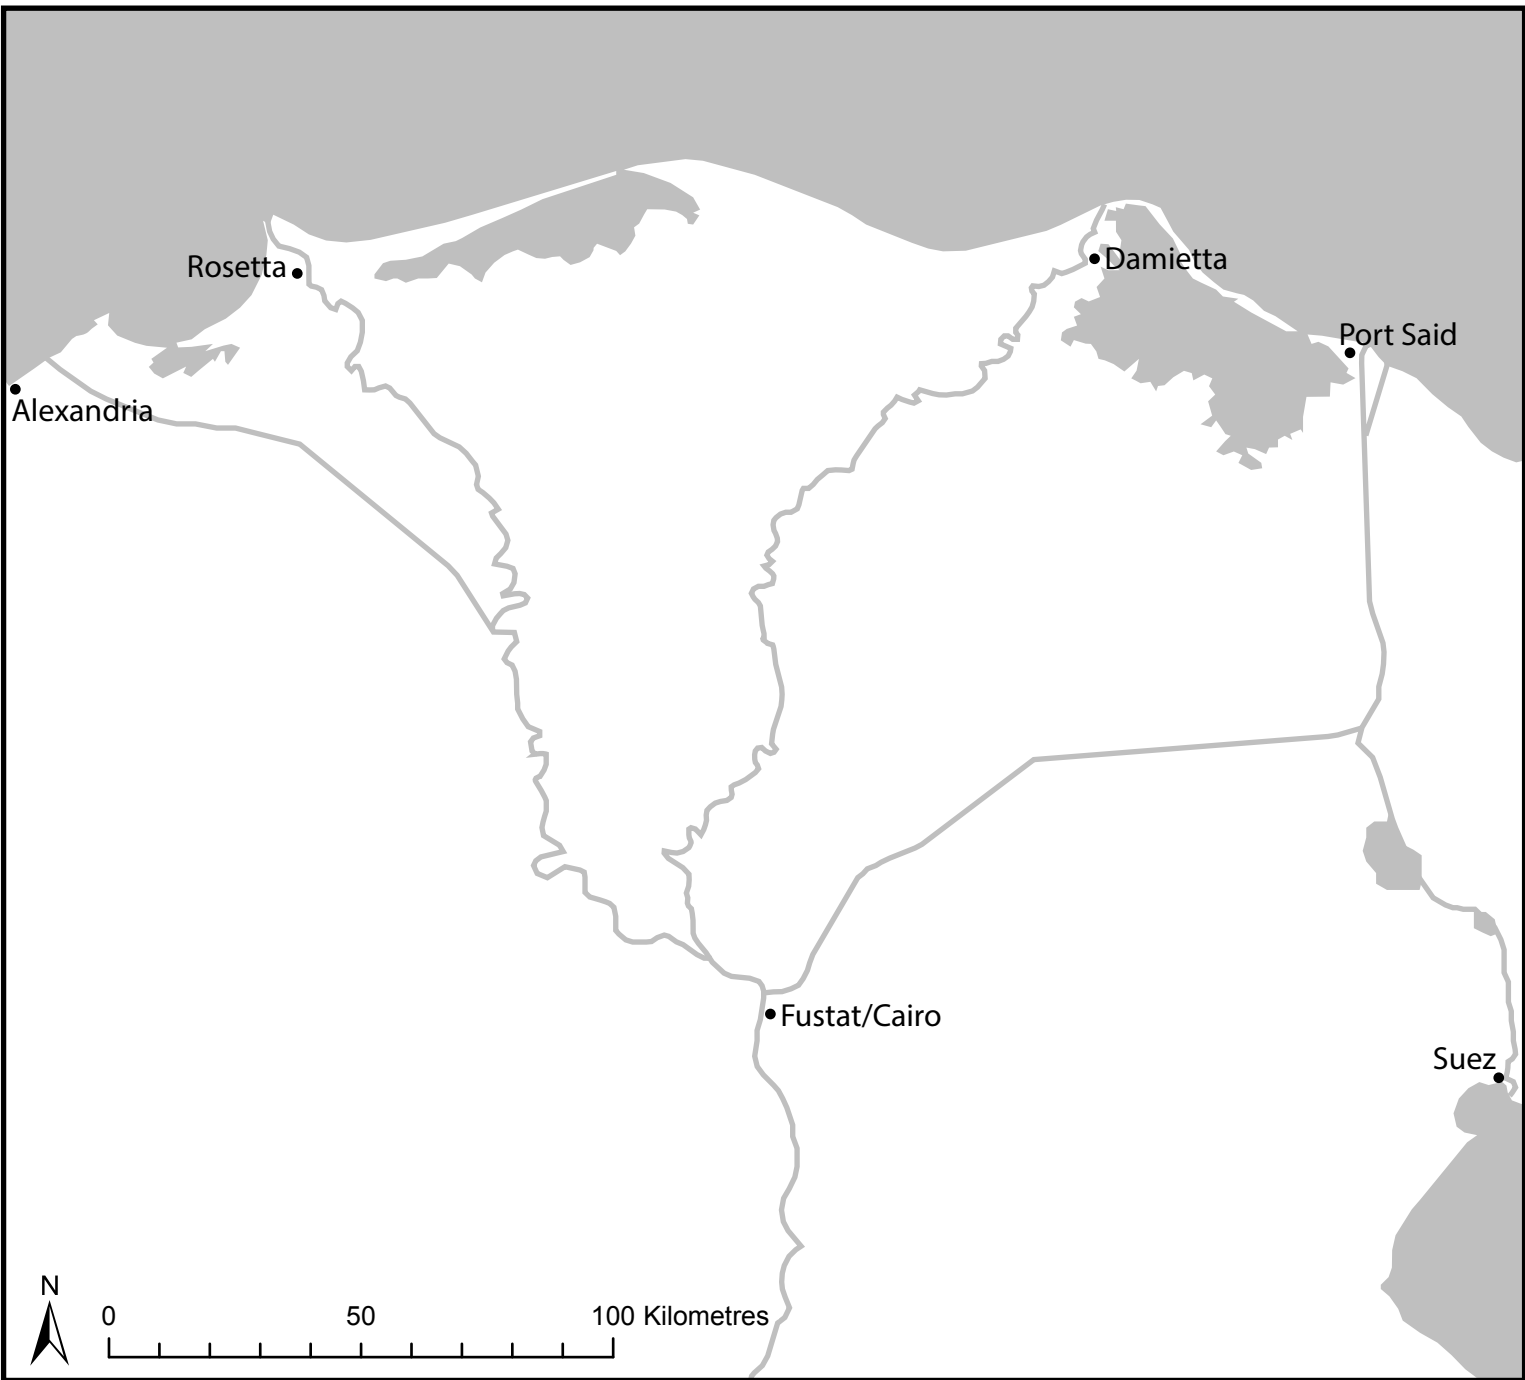 Damietta
Rosetta
Port Said
Alexandria
Fustat/Cairo
Suez
N
0 50 100 Kilometres